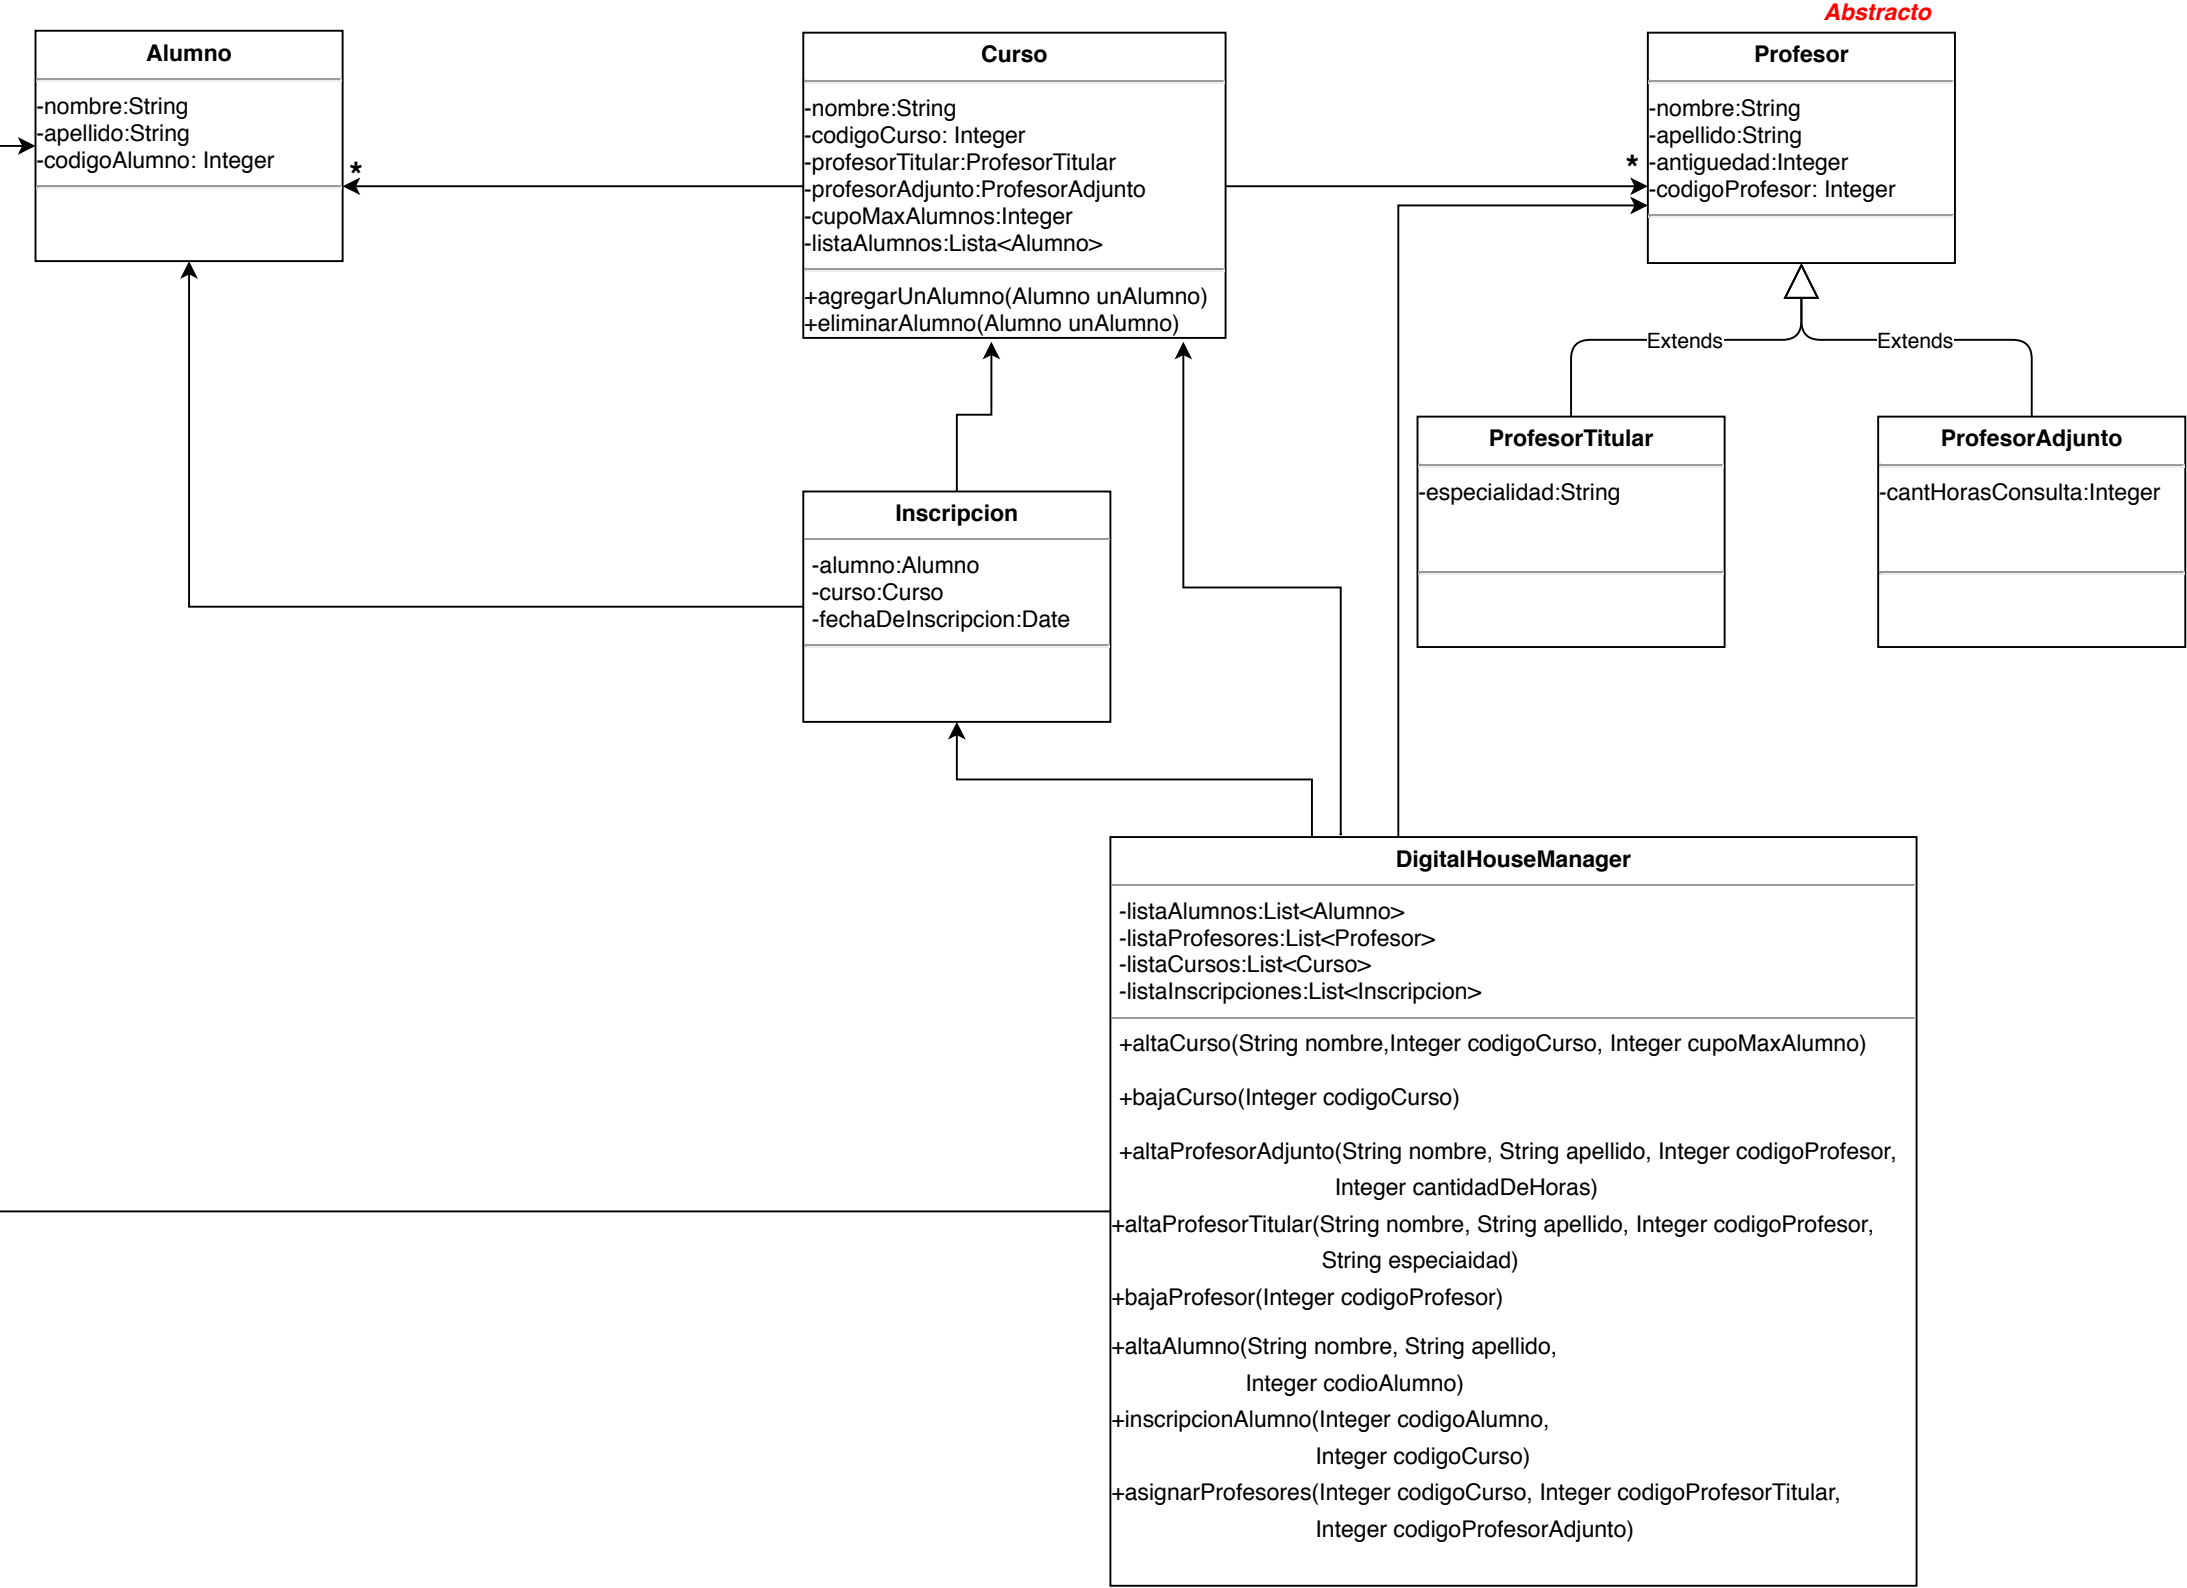 Abstracto
Alumno
-nombre:String
-apellido:String
-codigoAlumno: Integer
*
Curso
-nombre:String
-codigoCurso: Integer
-profesorTitular:ProfesorTitular
-profesorAdjunto:ProfesorAdjunto
-cupoMaxAlumnos:Integer
-listaAlumnos:Lista<Alumno>
+agregarUnAlumno(Alumno unAlumno)
+eliminarAlumno(Alumno unAlumno)
Profesor
-nombre:String
-apellido:String
*
-antiguedad:Integer
-codigoProfesor: Integer
Extends
Extends
ProfesorTitular
-especialidad:String
ProfesorAdjunto
-cantHorasConsulta:Integer
Inscripcion
-alumno:Alumno
-curso:Curso
-fechaDeInscripcion:Date
DigitalHouseManager
-listaAlumnos:List<Alumno>
-listaProfesores:List<Profesor>
-listaCursos:List<Curso>
-listaInscripciones:List<Inscripcion>
+altaCurso(String nombre,Integer codigoCurso, Integer cupoMaxAlumno)
+bajaCurso(Integer codigoCurso)
+altaProfesorAdjunto(String nombre, String apellido, Integer codigoProfesor,
Integer cantidadDeHoras)
+altaProfesorTitular(String nombre, String apellido, Integer codigoProfesor,
String especiaidad)
+bajaProfesor(Integer codigoProfesor)
+altaAlumno(String nombre, String apellido,
Integer codioAlumno)
+inscripcionAlumno(Integer codigoAlumno,
Integer codigoCurso)
+asignarProfesores(Integer codigoCurso, Integer codigoProfesorTitular,
Integer codigoProfesorAdjunto)